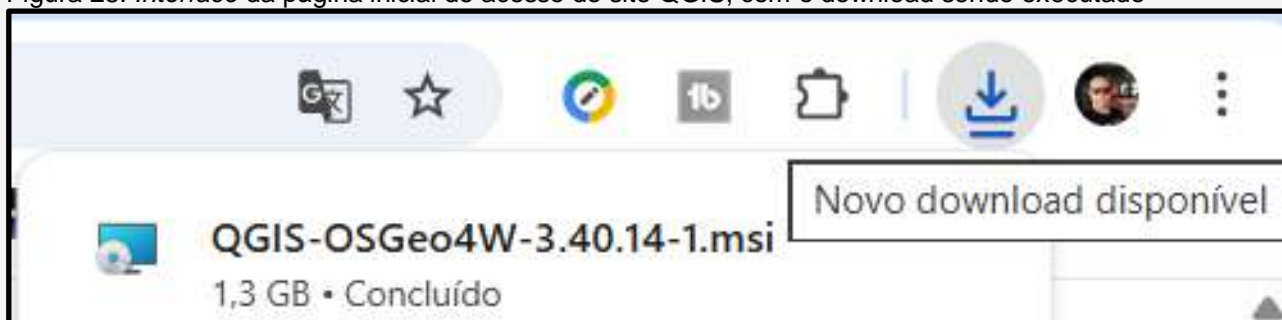 Novo download disponível
QGIS-OSGeo4W-3.40.14-1.msi
1,3 GB • Concluído